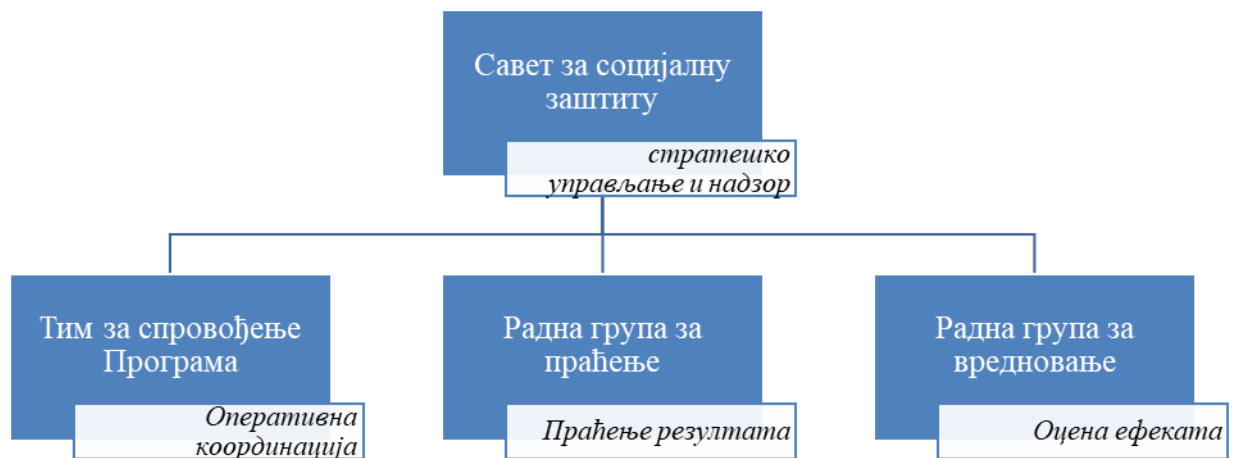 Савет за социјалну
заштиту
стратешко
управљање и надзор
Тим за спровођење
Програма
Оперативна
координација
Радна група за
праћење
Праћење резултата
Радна група за
вредновање
Оцена ефеката